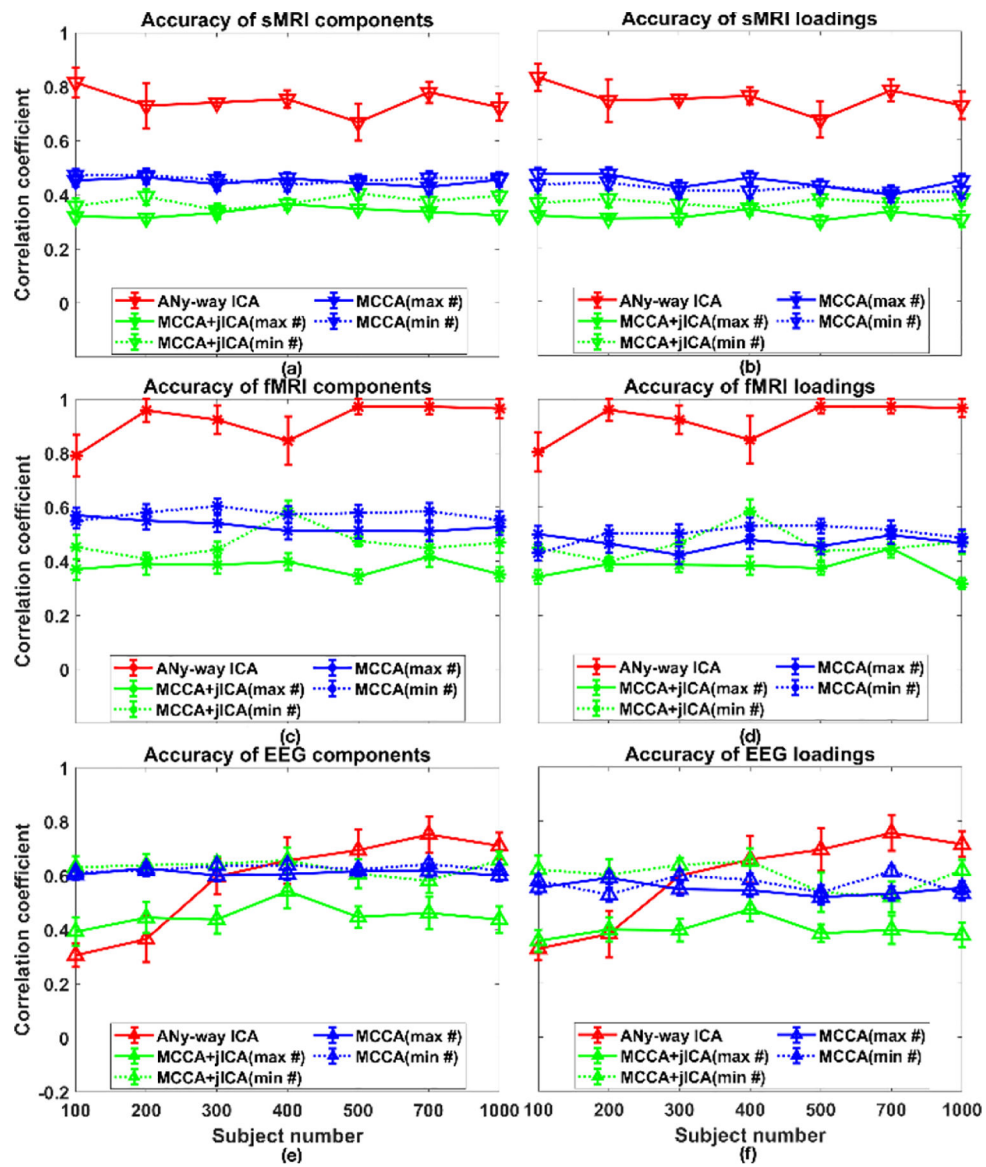 Accuracy of sMRI components
Accuracy of sMRI loadings
Correlation coefficient
1
0.8
0.6
0.4
0.2
0
ANy-way ICA
MCCA+jICA(max #)
MCCA+jICA(min #)
MCCA(max #)
MCCA(min #)
ANy-way ICA
MCCA+jICA(max #)
MCCA+jICA(min #)
MCCA(max #)
MCCA(min #)
(a)
(b)
Accuracy of fMRI components
Accuracy of fMRI loadings
Correlation coefficient
1
0.8
0.6
0.4
0.2
0
ANy-way ICA
MCCA+jICA(max #)
MCCA+jICA(min #)
MCCA(max #)
MCCA(min #)
ANy-way ICA
MCCA+jICA(max #)
MCCA+jICA(min #)
MCCA(max #)
MCCA(min #)
(c)
(d)
Accuracy of EEG components
Accuracy of EEG loadings
Correlation coefficient
1
0.8
0.6
0.4
0.2
0
-0.2
ANy-way ICA
MCCA+jICA(max #)
MCCA+jICA(min #)
MCCA(max #)
MCCA(min #)
ANy-way ICA
MCCA+jICA(max #)
MCCA+jICA(min #)
MCCA(max #)
MCCA(min #)
100 200 300 400 500 700 1000
100 200 300 400 500 700 1000
Subject number
Subject number
(e)
(f)